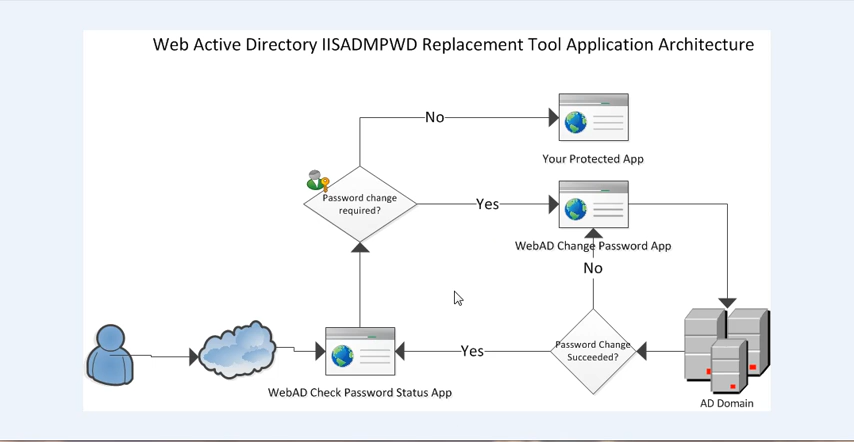 Web Active Directory IISADMPWD Replacement Tool Application Architecture
No
Your Protected App
Password change
required?
Yes
WebAD Change Password App
No
Password Change
Succeeded?
Yes
WebAD Check Password Status App
AD Domain